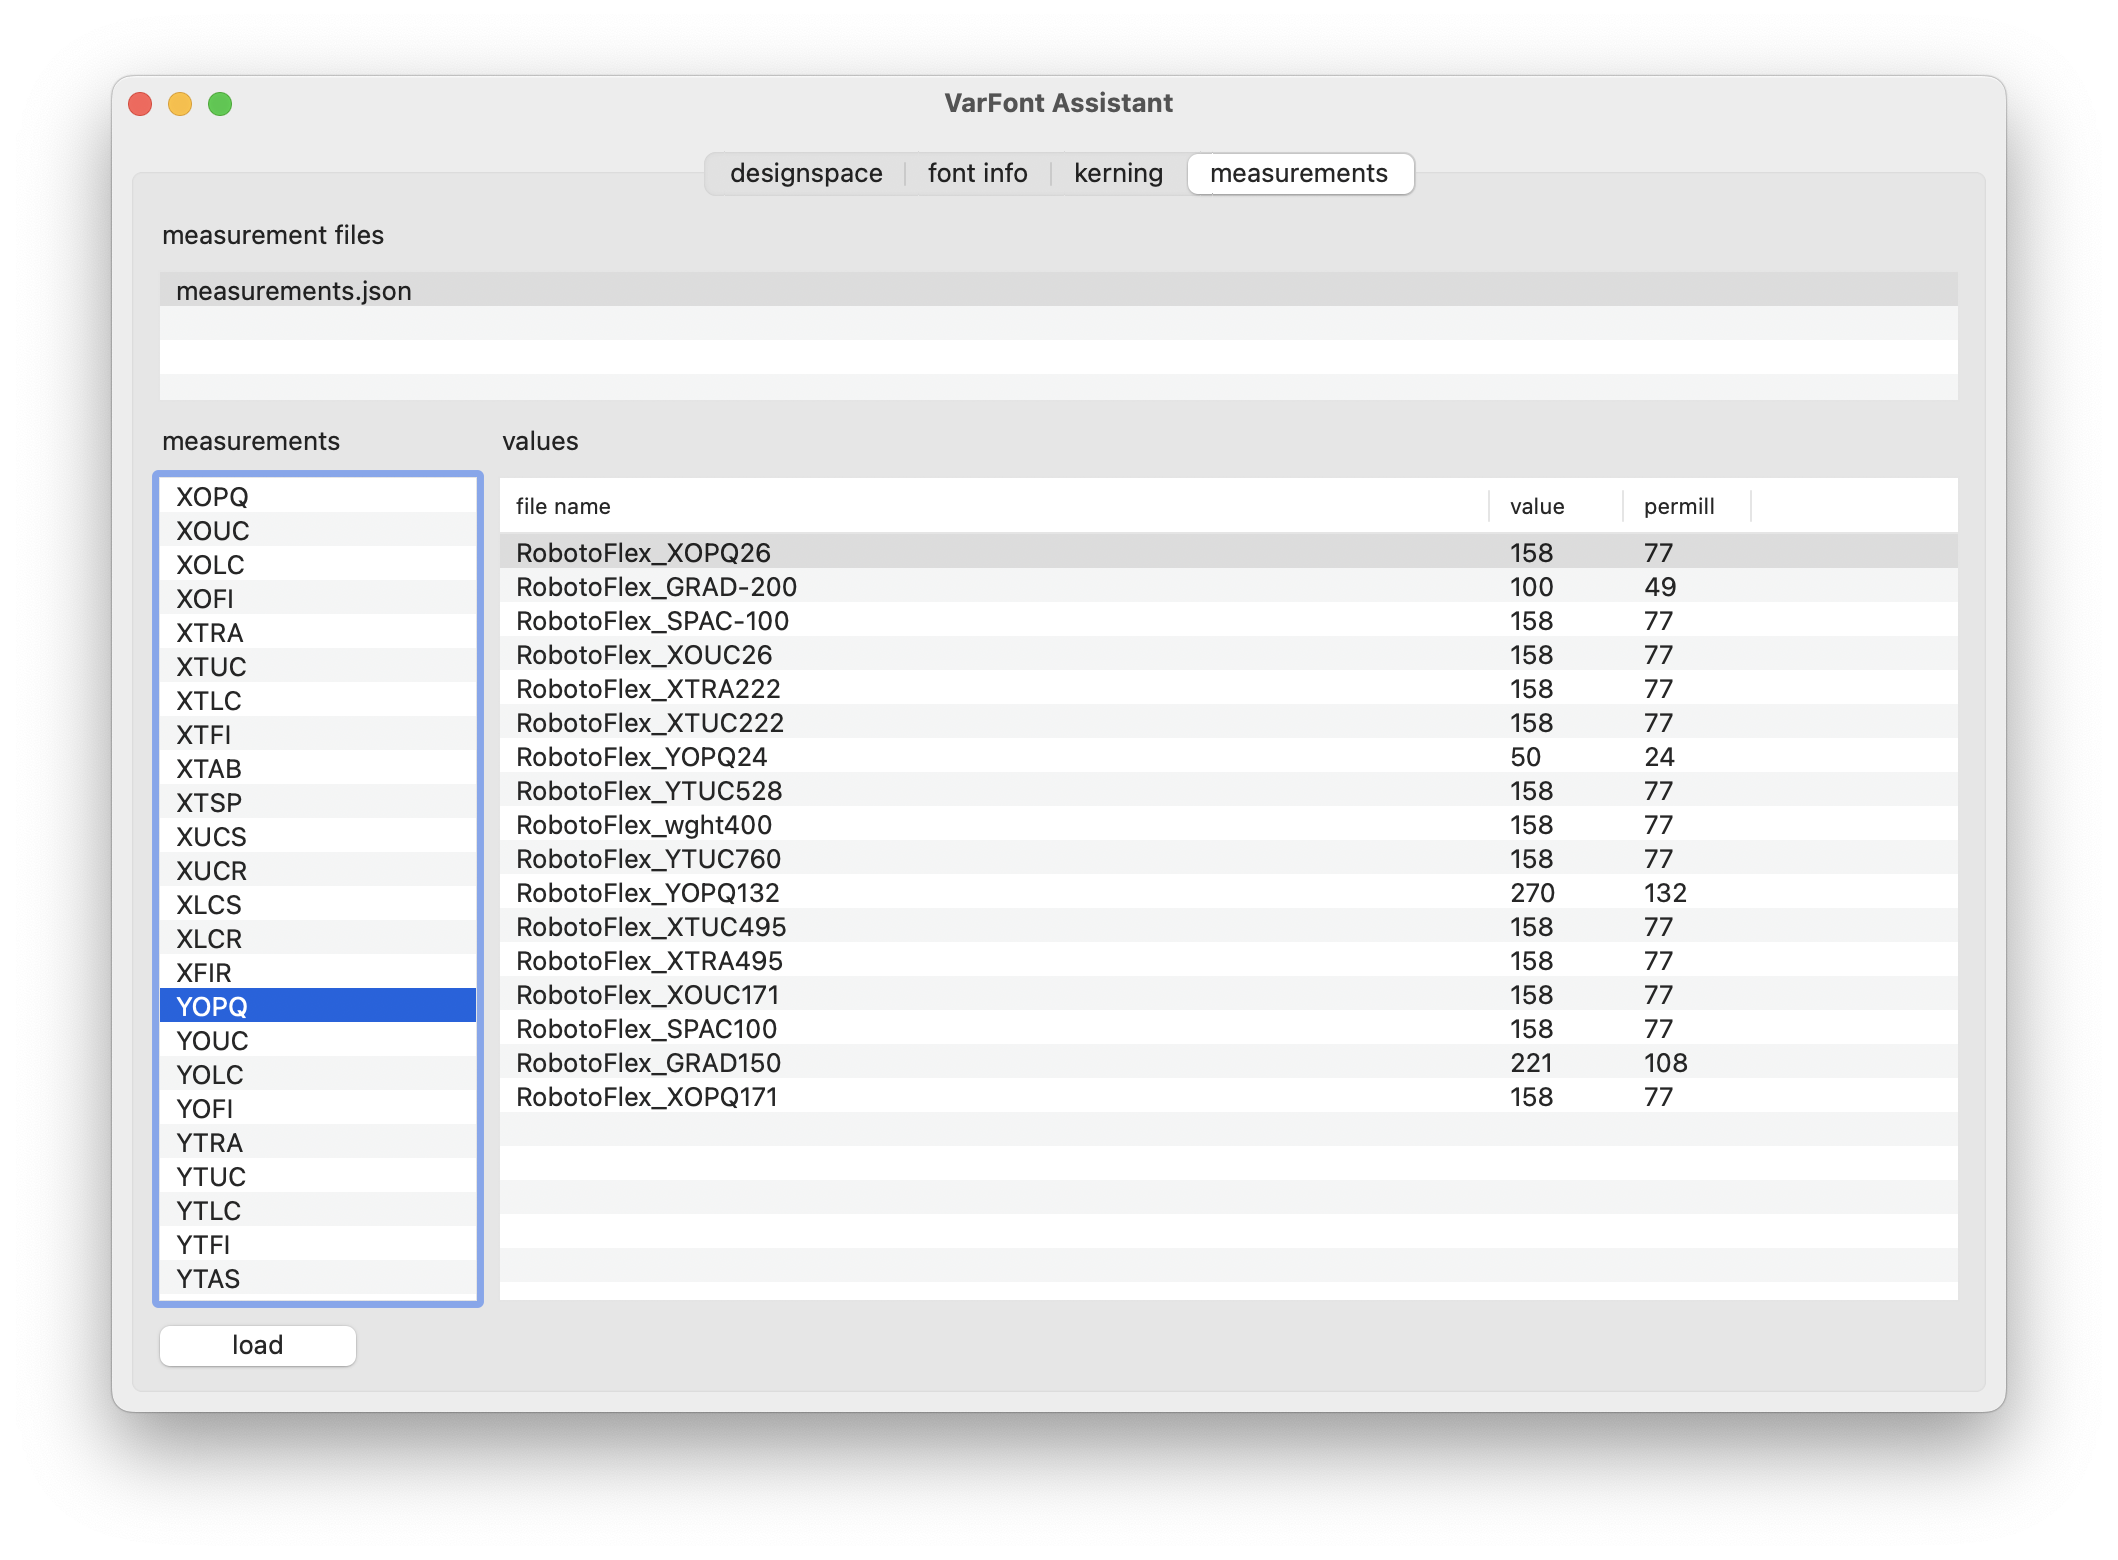 VarFont Assistant
designspace font info kerning measurements
measurement files
measurements.json
measurements
XOPQ
XOUC
XOLC
XOFI
XTRA
XTUC
XTLC
XTFI
XTAB
XTSP
XUCS
XUCR
XLCS
XLCR
XFIR
YOPQ
YOUC
YOLC
YOFI
YTRA
YTUC
YTLC
YTFI
YTAS
values
file name value permill
RobotoFlex_XOPQ26 158 77
RobotoFlex_GRAD-200 100 49
RobotoFlex_SPAC-100 158 77
RobotoFlex_XOUC26 158 77
RobotoFlex_XTRA222 158 77
RobotoFlex_XTUC222 158 77
RobotoFlex_YOPQ24 50 24
RobotoFlex_YTUC528 158 77
RobotoFlex_wght400 158 77
RobotoFlex_YTUC760 158 77
RobotoFlex_YOPQ132 270 132
RobotoFlex_XTUC495 158 77
RobotoFlex_XTRA495 158 77
RobotoFlex_XOUC171 158 77
RobotoFlex_SPAC100 158 77
RobotoFlex_GRAD150 221 108
RobotoFlex_XOPQ171 158 77
load